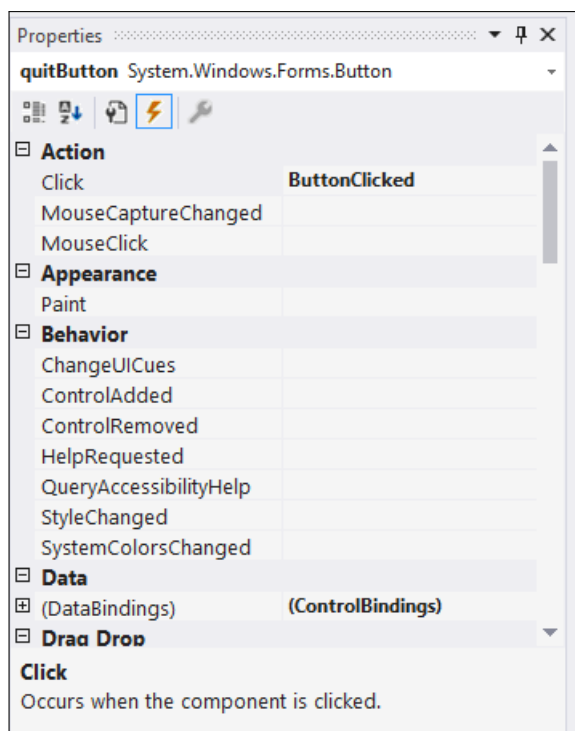 Properties
quitButton System.Windows.Forms.Button
Action
Click ButtonClicked
MouseCaptureChanged
MouseClick
Appearance
Paint
Behavior
ChangeUICues
ControlAdded
ControlRemoved
HelpRequested
QueryAccessibilityHelp
StyleChanged
SystemColorsChanged
Data
(DataBindings) (ControlBindings)
Drag Drop
Click
Occurs when the component is clicked.